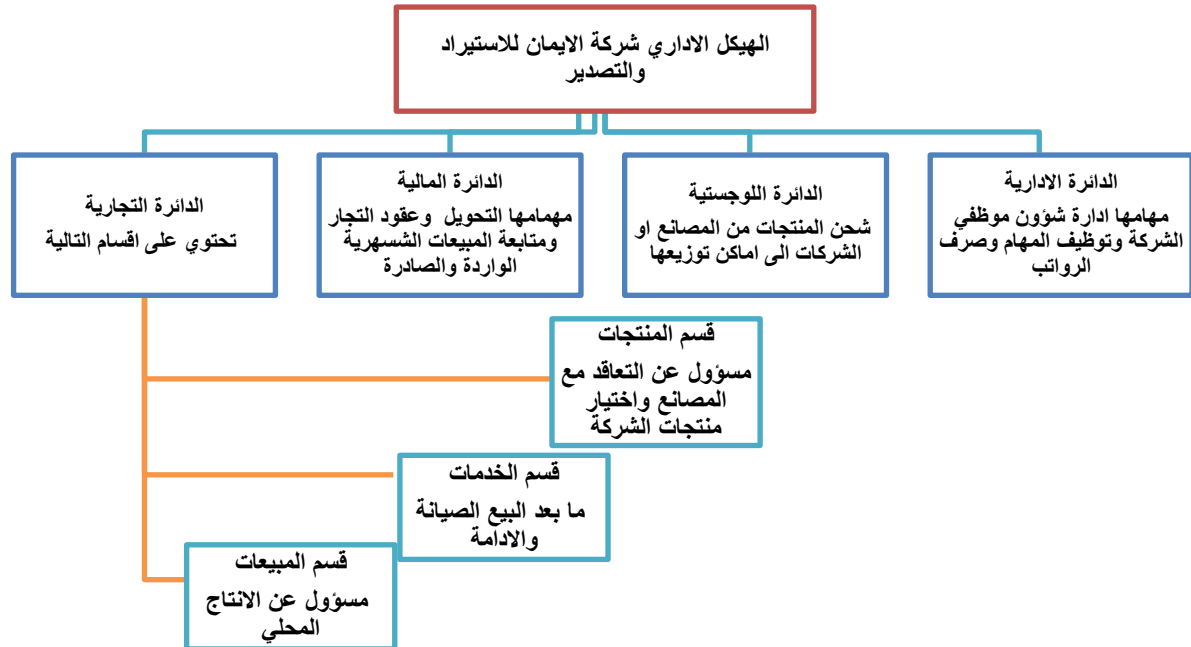 الهيكل الاداري شركة الايمان للاستيراد
والتصدير
الدائرة الادارية
مهامها ادارة شؤون موظفي
الشركة وتوظيف المهام وصرف
الرواتب
الدائرة اللوجستية
شحن المنتجات من المصانع او
الشركات الى اماكن توزيعها
الدائرة المالية
مهمامها التحويل وعقود التجار
ومتابعة المبيعات الشسهرية
الواردة والصادرة
الدائرة التجارية
تحتوي على اقسام التالية
قسم المنتجات
مسؤول عن التعاقد مع
المصانع واختيار
منتجات الشركة
قسم الخدمات
ما بعد البيع الصيانة
والادامة
قسم المبيعات
مسؤول عن الانتاج
المحلي